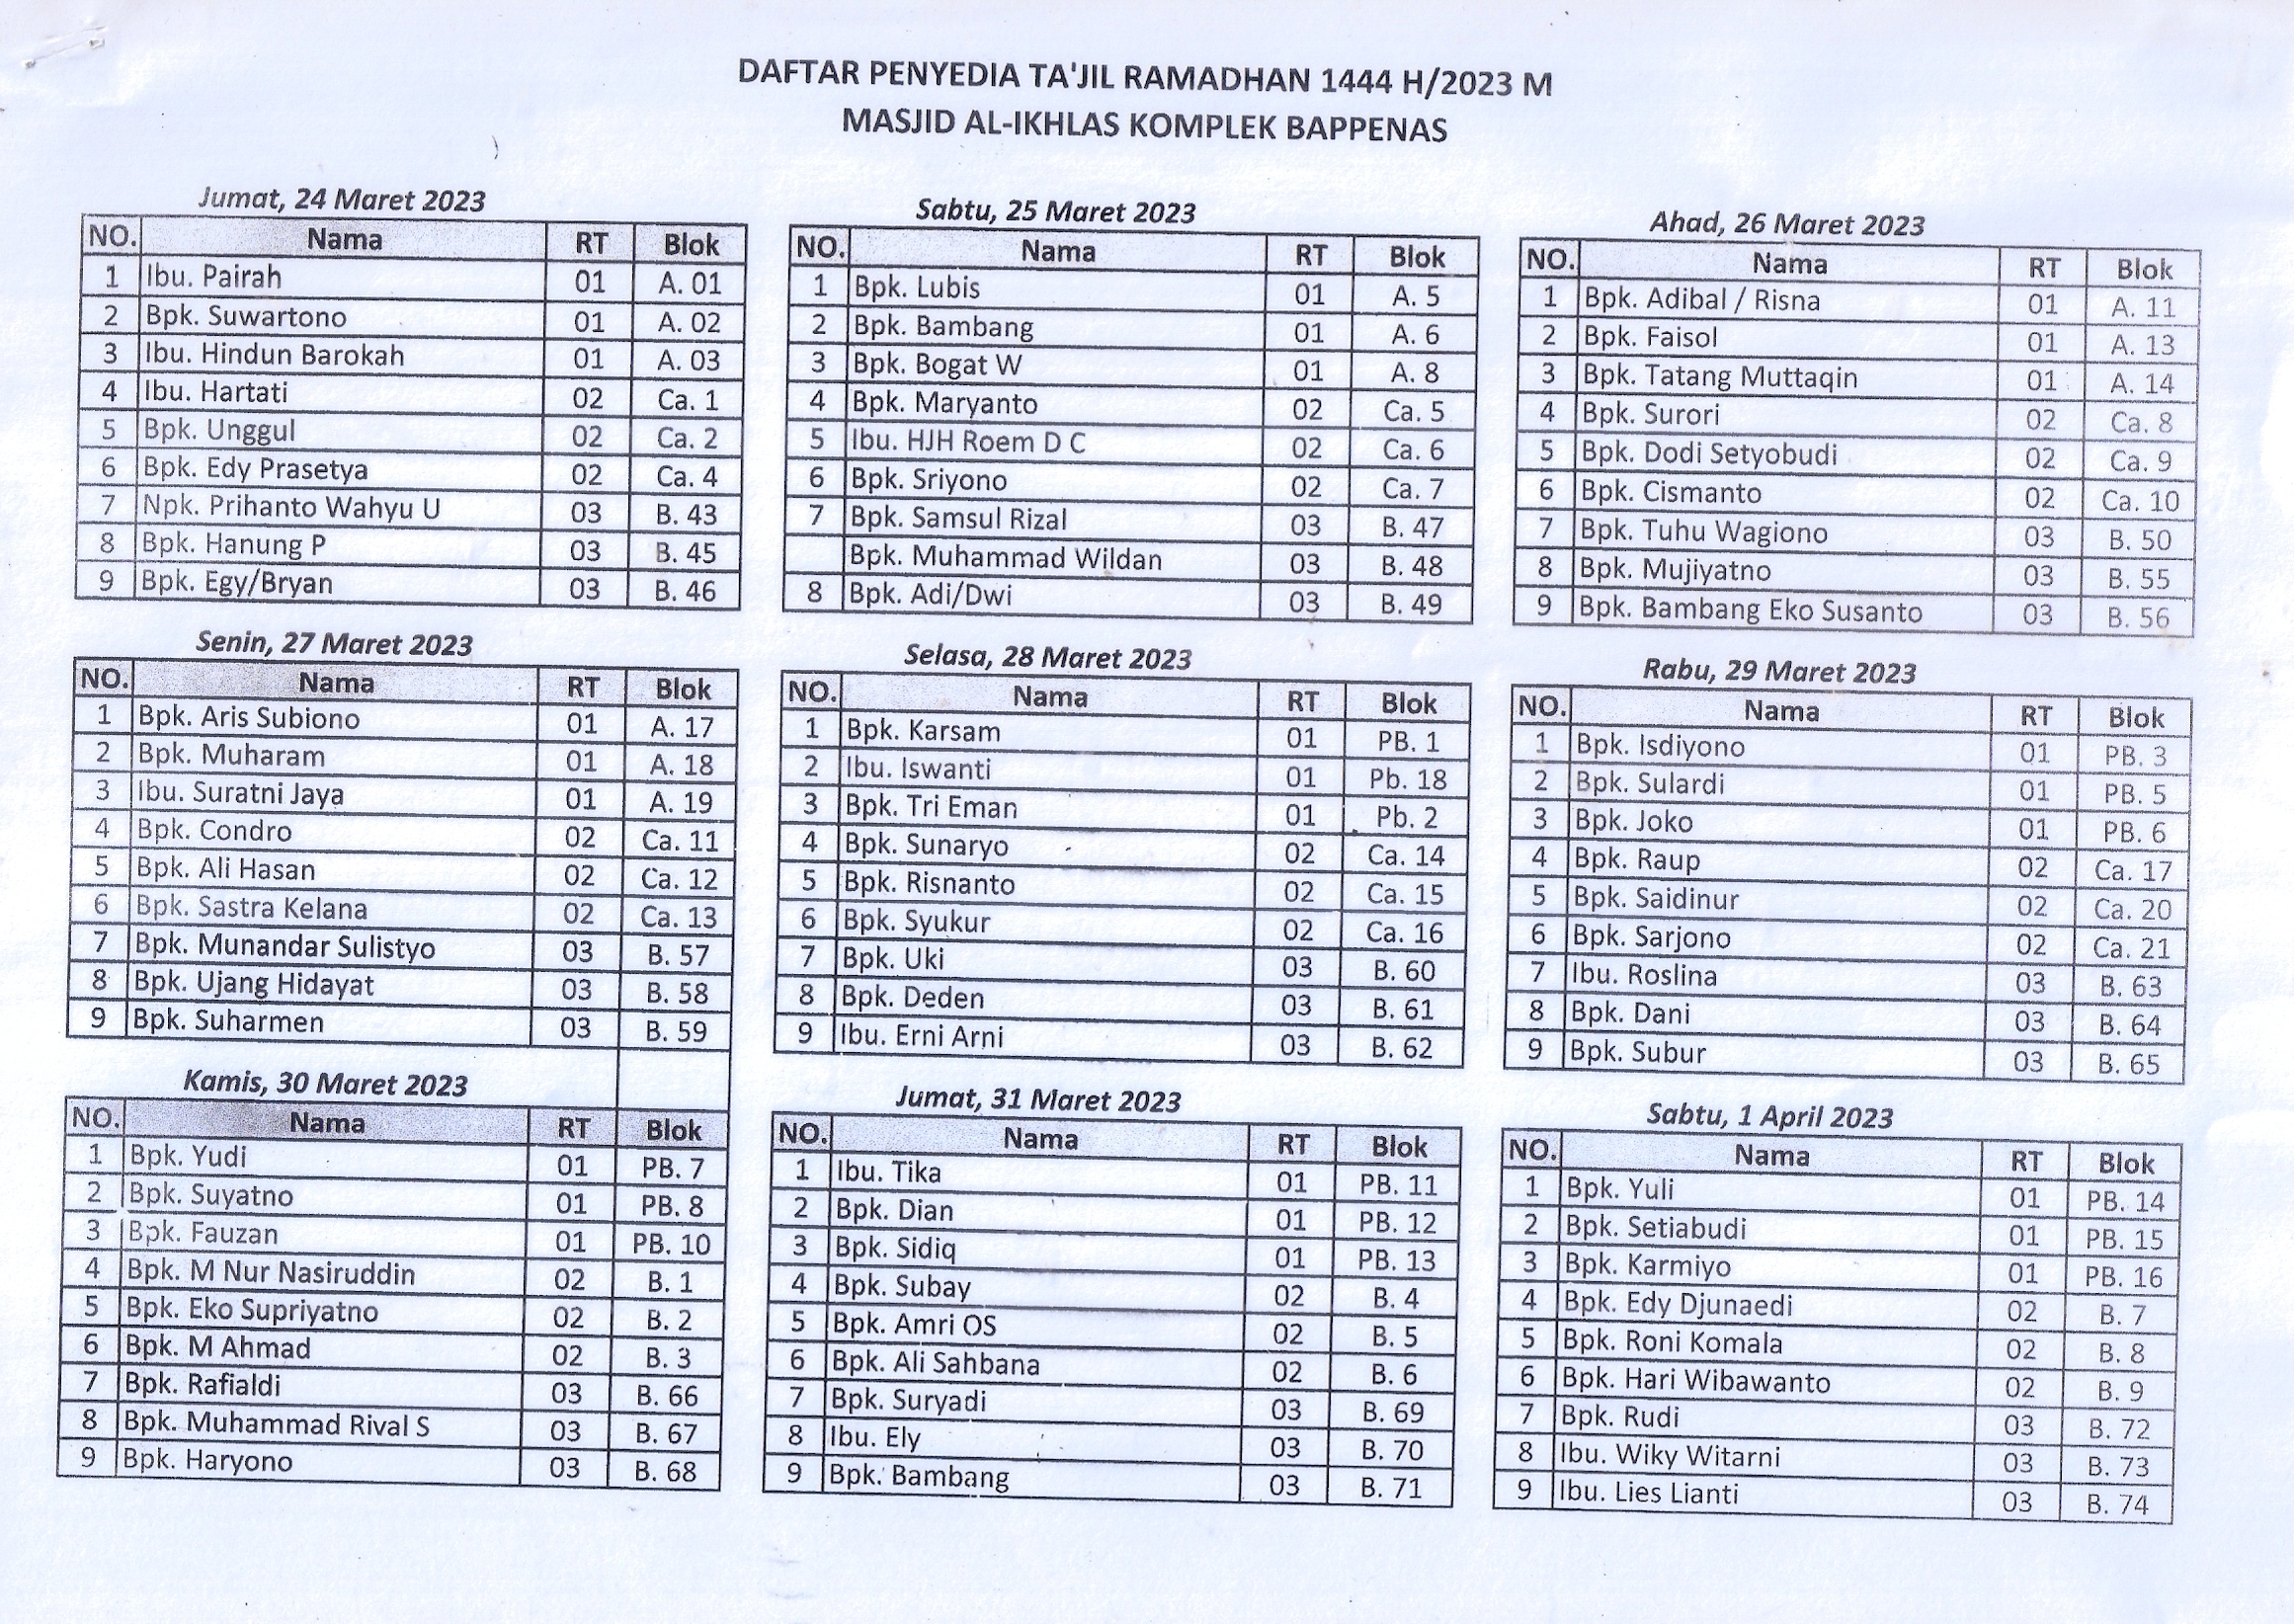 DAFTAR PENYEDIA TA'JIL RAMADHAN 1444 H/2023 M
MASJID AL-IKHLAS KOMPLEK BAPPENAS
Jumat, 24 Maret 2023
NO. Nama RT Blok
1 Ibu. Pairah 01 A. 01
2 Bpk. Suwartono 01 A. 02
3 Ibu. Hindun Barokah 01 A. 03
4 Ibu. Hartati 02 Ca. 1
5 Bpk. Unggul 02 Ca. 2
6 Bpk. Edy Prasetya 02 Ca. 4
7 Npk. Prihanto Wahyu U 03 B. 43
8 Bpk. Hanung P 03 B. 45
9 Bpk. Egy/Bryan 03 B. 46
Sabtu, 25 Maret 2023
NO. Nama RT Blok
1 Bpk. Lubis 01 A. 5
2 Bpk. Bambang 01 A. 6
3 Bpk. Bogat W 01 A. 8
4 Bpk. Maryanto 02 Ca. 5
5 Ibu. HJH Roem D C 02 Ca. 6
6 Bpk. Sriyono 02 Ca. 7
7 Bpk. Samsul Rizal 03 B. 47
Bpk. Muhammad Wildan 03 B. 48
8 Bpk. Adi/Dwi 03 B. 49
Ahad, 26 Maret 2023
NO. Nama RT Blok
1 Bpk. Adibal / Risna 01 A. 11
2 Bpk. Faisol 01 A. 13
3 Bpk. Tatang Muttaqin 01 A. 14
4 Bpk. Surori 02 Ca. 8
5 Bpk. Dodi Setyobudi 02 Ca. 9
6 Bpk. Cismanto 02 Ca. 10
7 Bpk. Tuhu Wagiono 03 B. 50
8 Bpk. Mujiyatno 03 B. 55
9 Bpk. Bambang Eko Susanto 03 B. 56
Senin, 27 Maret 2023
NO. Nama RT Blok
1 Bpk. Aris Subiono 01 A. 17
2 Bpk. Muharam 01 A. 18
3 Ibu. Suratni Jaya 01 A. 19
4 Bpk. Condro 02 Ca. 11
5 Bpk. Ali Hasan 02 Ca. 12
6 Bpk. Sastra Kelana 02 Ca. 13
7 Bpk. Munandar Sulistyo 03 B. 57
8 Bpk. Ujang Hidayat 03 B. 58
9 Bpk. Suharmen 03 B. 59
Selasa, 28 Maret 2023
NO. Nama RT Blok
1 Bpk. Karsam 01 PB. 1
2 Ibu. Iswanti 01 Pb. 18
3 Bpk. Tri Eman 01 Pb. 2
4 Bpk. Sunaryo 02 Ca. 14
5 Bpk. Risnanto 02 Ca. 15
6 Bpk. Syukur 02 Ca. 16
7 Bpk. Uki 03 B. 60
8 Bpk. Deden 03 B. 61
9 Ibu. Erni Arni 03 B. 62
Rabu, 29 Maret 2023
NO. Nama RT Blok
1 Bpk. Isdiyono 01 PB. 3
2 Bpk. Sulardi 01 PB. 5
3 Bpk. Joko 01 PB. 6
4 Bpk. Raup 02 Ca. 17
5 Bpk. Saidinur 02 Ca. 20
6 Bpk. Sarjono 02 Ca. 21
7 Ibu. Roslina 03 B. 63
8 Bpk. Dani 03 B. 64
9 Bpk. Subur 03 B. 65
Kamis, 30 Maret 2023
NO. Nama RT Blok
1 Bpk. Yudi 01 PB. 7
2 Bpk. Suyatno 01 PB. 8
3 Bpk. Fauzan 01 PB. 10
4 Bpk. M Nur Nasiruddin 02 B. 1
5 Bpk. Eko Supriyatno 02 B. 2
6 Bpk. M Ahmad 02 B. 3
7 Bpk. Rafialdi 03 B. 66
8 Bpk. Muhammad Rival S 03 B. 67
9 Bpk. Haryono 03 B. 68
Jumat, 31 Maret 2023
NO. Nama RT Blok
1 Ibu. Tika 01 PB. 11
2 Bpk. Dian 01 PB. 12
3 Bpk. Sidiq 01 PB. 13
4 Bpk. Subay 02 B. 4
5 Bpk. Amri OS 02 B. 5
6 Bpk. Ali Sahbana 02 B. 6
7 Bpk. Suryadi 03 B. 69
8 Ibu. Ely 03 B. 70
9 Bpk. Bambang 03 B. 71
Sabtu, 1 April 2023
NO. Nama RT Blok
1 Bpk. Yuli 01 PB. 14
2 Bpk. Setiabudi 01 PB. 15
3 Bpk. Karmiyo 01 PB. 16
4 Bpk. Edy Djunaedi 02 B. 7
5 Bpk. Roni Komala 02 B. 8
6 Bpk. Hari Wibawanto 02 B. 9
7 Bpk. Rudi 03 B. 72
8 Ibu. Wiky Witarni 03 B. 73
9 Ibu. Lies Lianti 03 B. 74